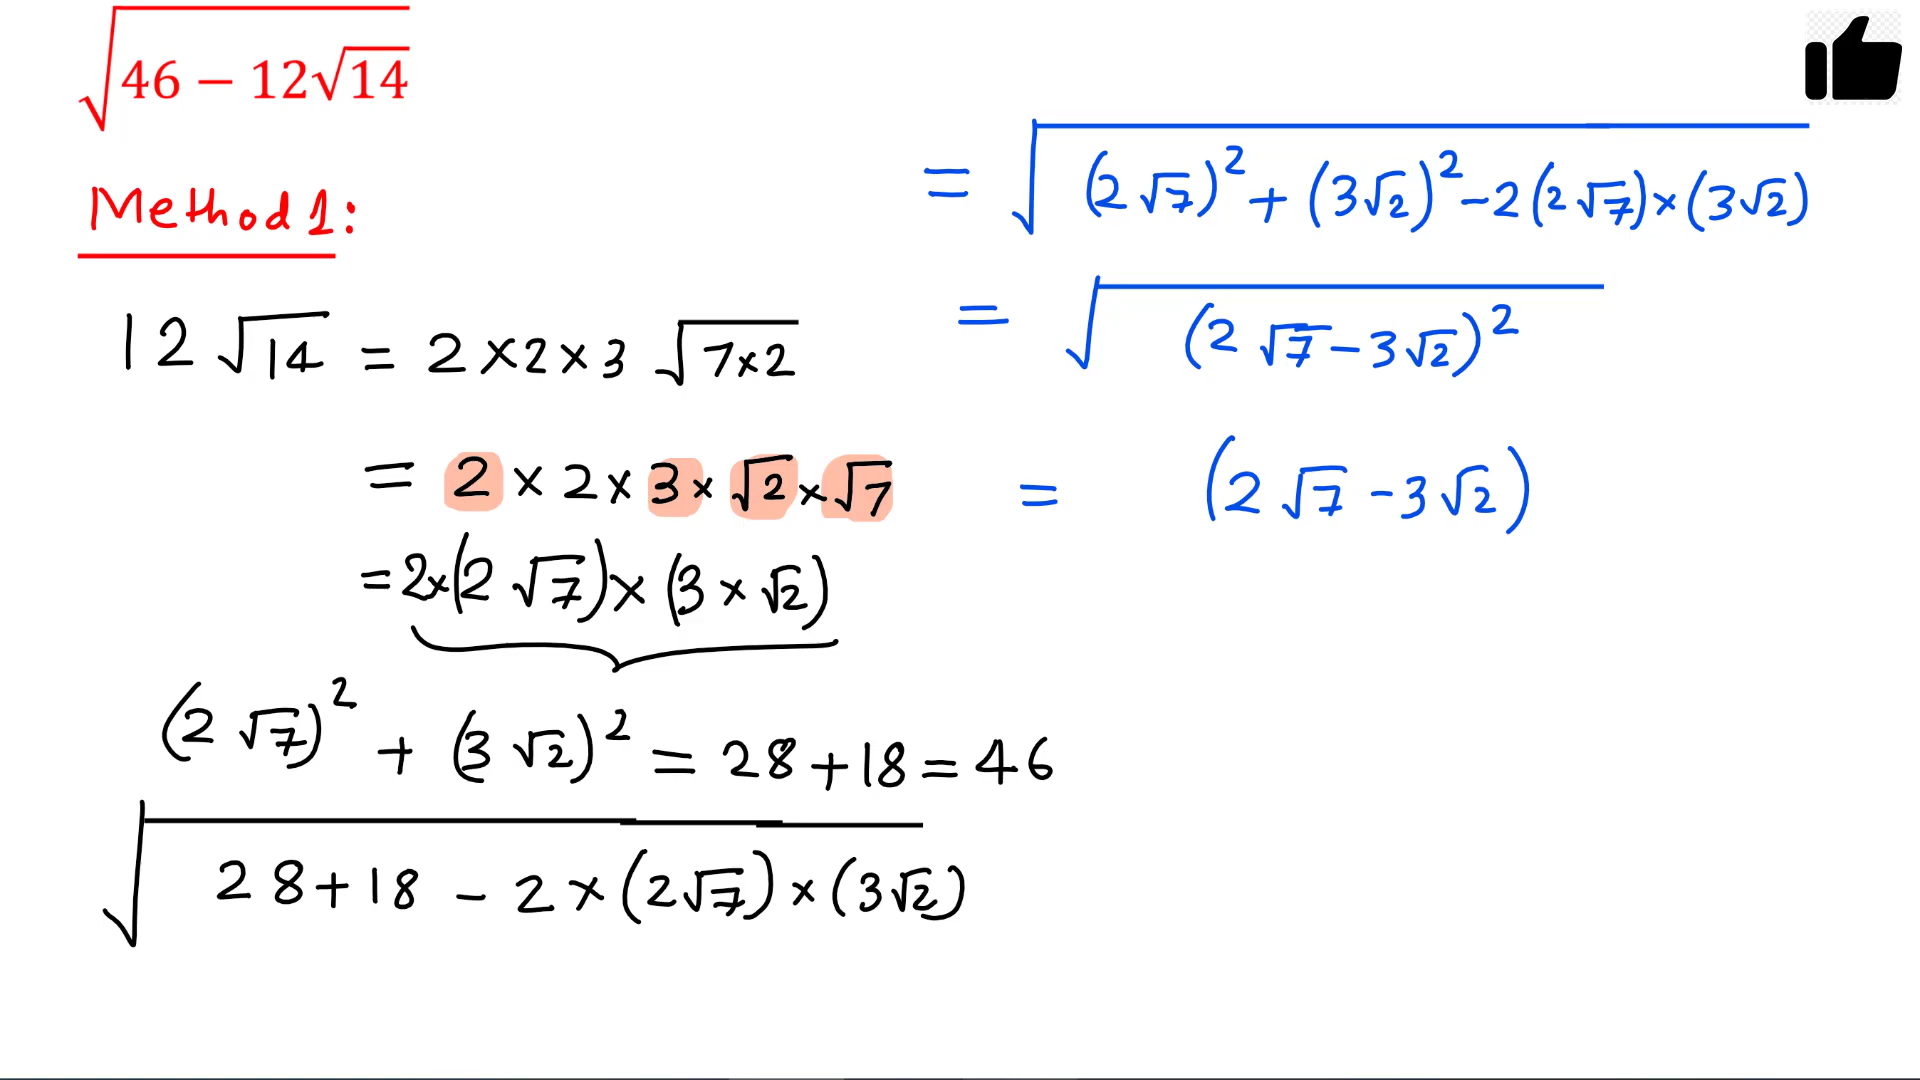 √(46 − 12√14)
Method 1:
12 √14 = 2 × 2 × 3 √(7 × 2)
= 2 × 2 × 3 × √2 × √7
= 2 × (2 √7) × (3 × √2)
(2 √7)² + (3 √2)² = 28 + 18 = 46
√(28 + 18 − 2 × (2√7) × (3√2))
= √((2√7)² + (3√2)² − 2(2√7) × (3√2))
= √((2 √7 − 3√2)²)
= (2 √7 − 3√2)